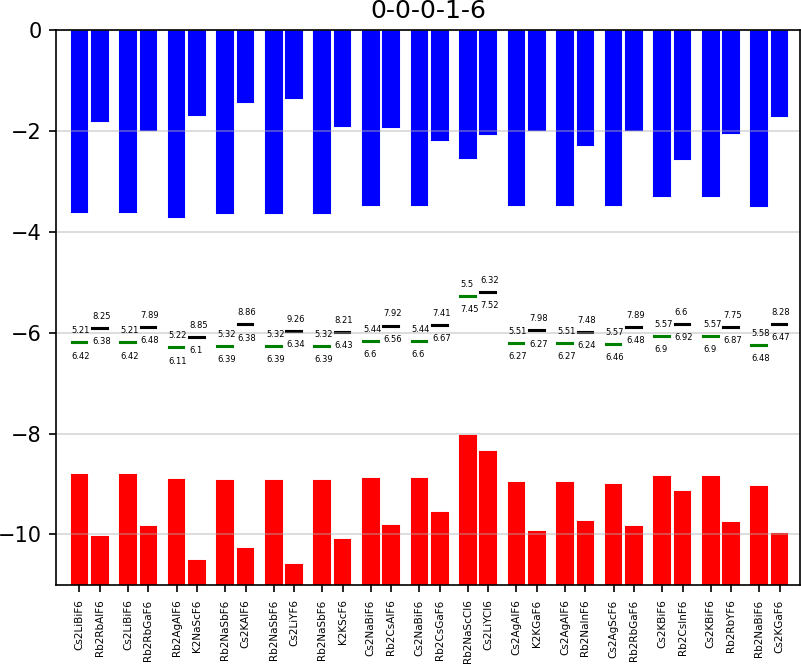 0-0-0-1-6
0
−2
−4
−6
−8
−10
5.21
6.42
8.25
6.38
5.21
6.42
7.89
6.48
5.22
6.11
8.85
6.1
5.32
6.39
8.86
6.38
5.32
6.39
9.26
6.34
5.32
6.39
8.21
6.43
5.44
6.6
7.92
6.56
5.44
6.6
7.41
6.67
5.5
7.45
6.32
7.52
5.51
6.27
7.98
6.27
5.51
6.27
7.48
6.24
5.57
6.46
7.89
6.48
5.57
6.9
6.6
6.92
5.57
6.9
7.75
6.87
5.58
6.48
8.28
6.47
Cs2LiBiF6
Rb2RbAlF6
Cs2LiBiF6
Rb2RbGaF6
Rb2AgAlF6
K2NaScF6
Rb2NaSbF6
Cs2KAlF6
Rb2NaSbF6
Cs2LiYF6
Rb2NaSbF6
K2KScF6
Cs2NaBiF6
Rb2CsAlF6
Cs2NaBiF6
Rb2CsGaF6
Rb2NaScCl6
Cs2LiYCl6
Cs2AgAlF6
K2KGaF6
Cs2AgAlF6
Rb2NaInF6
Cs2AgScF6
Rb2RbGaF6
Cs2KBiF6
Rb2CsInF6
Cs2KBiF6
Rb2RbYF6
Rb2NaBiF6
Cs2KGaF6